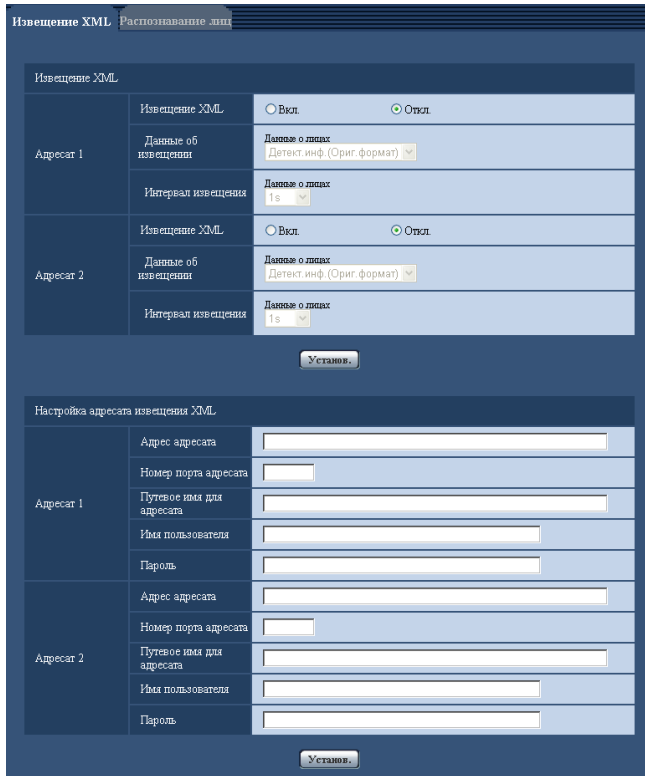 Извещение XML Распознавание лиц
Извещение XML
Адресат 1
Извещение XML
Вкл. Откл.
Данные об
извещении
Данные о лицах
Детект.инф.(Ориг.формат)
Интервал извещения
Данные о лицах
1s
Адресат 2
Извещение XML
Вкл. Откл.
Данные об
извещении
Данные о лицах
Детект.инф.(Ориг.формат)
Интервал извещения
Данные о лицах
1s
Установ.
Настройка адресата извещения XML
Адресат 1
Адрес адресата
Номер порта адресата
Путевое имя для
адресата
Имя пользователя
Пароль
Адресат 2
Адрес адресата
Номер порта адресата
Путевое имя для
адресата
Имя пользователя
Пароль
Установ.